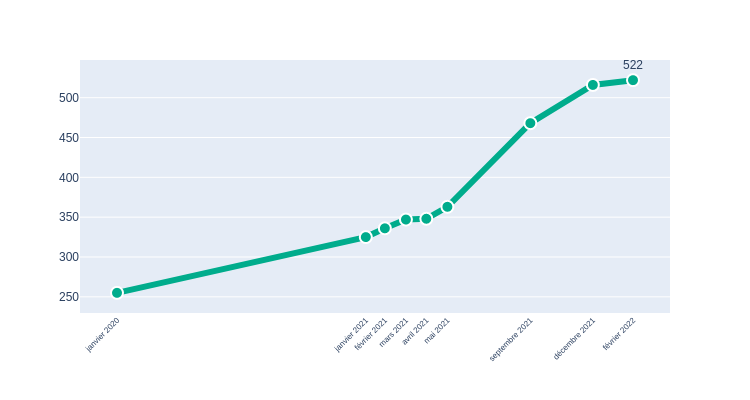 522
500
450
400
350
300
250
janvier 2020
janvier 2021
février 2021
mars 2021
avril 2021
mai 2021
septembre 2021
décembre 2021
février 2022